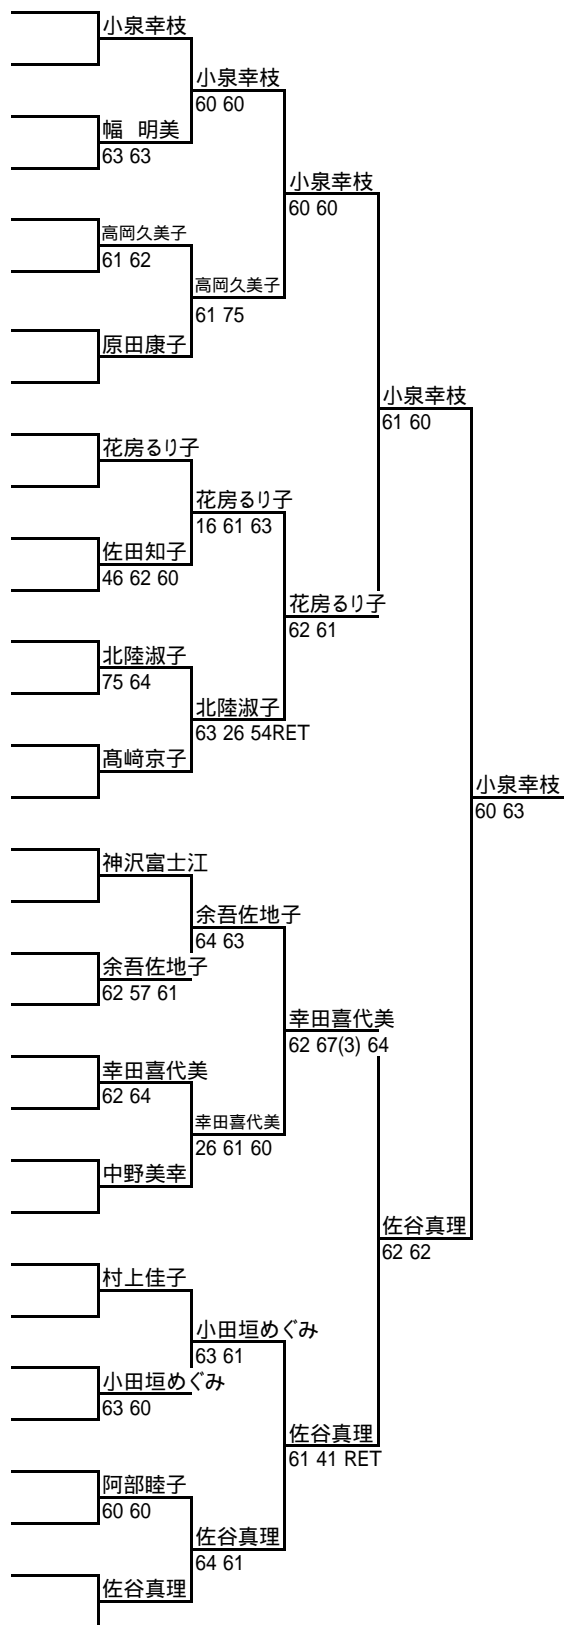 小泉幸枝
小泉幸枝
60 60
幅 明美
63 63
小泉幸枝
60 60
高岡久美子
61 62
高岡久美子
61 75
原田康子
小泉幸枝
61 60
花房るり子
花房るり子
16 61 63
佐田知子
46 62 60
花房るり子
62 61
北陸淑子
75 64
北陸淑子
63 26 54RET
髙﨑京子
小泉幸枝
60 63
神沢富士江
余吾佐地子
64 63
余吾佐地子
62 57 61
幸田喜代美
62 67(3) 64
幸田喜代美
62 64
幸田喜代美
26 61 60
中野美幸
佐谷真理
62 62
村上佳子
小田垣めぐみ
63 61
小田垣めぐみ
63 60
佐谷真理
61 41 RET
阿部睦子
60 60
佐谷真理
64 61
佐谷真理